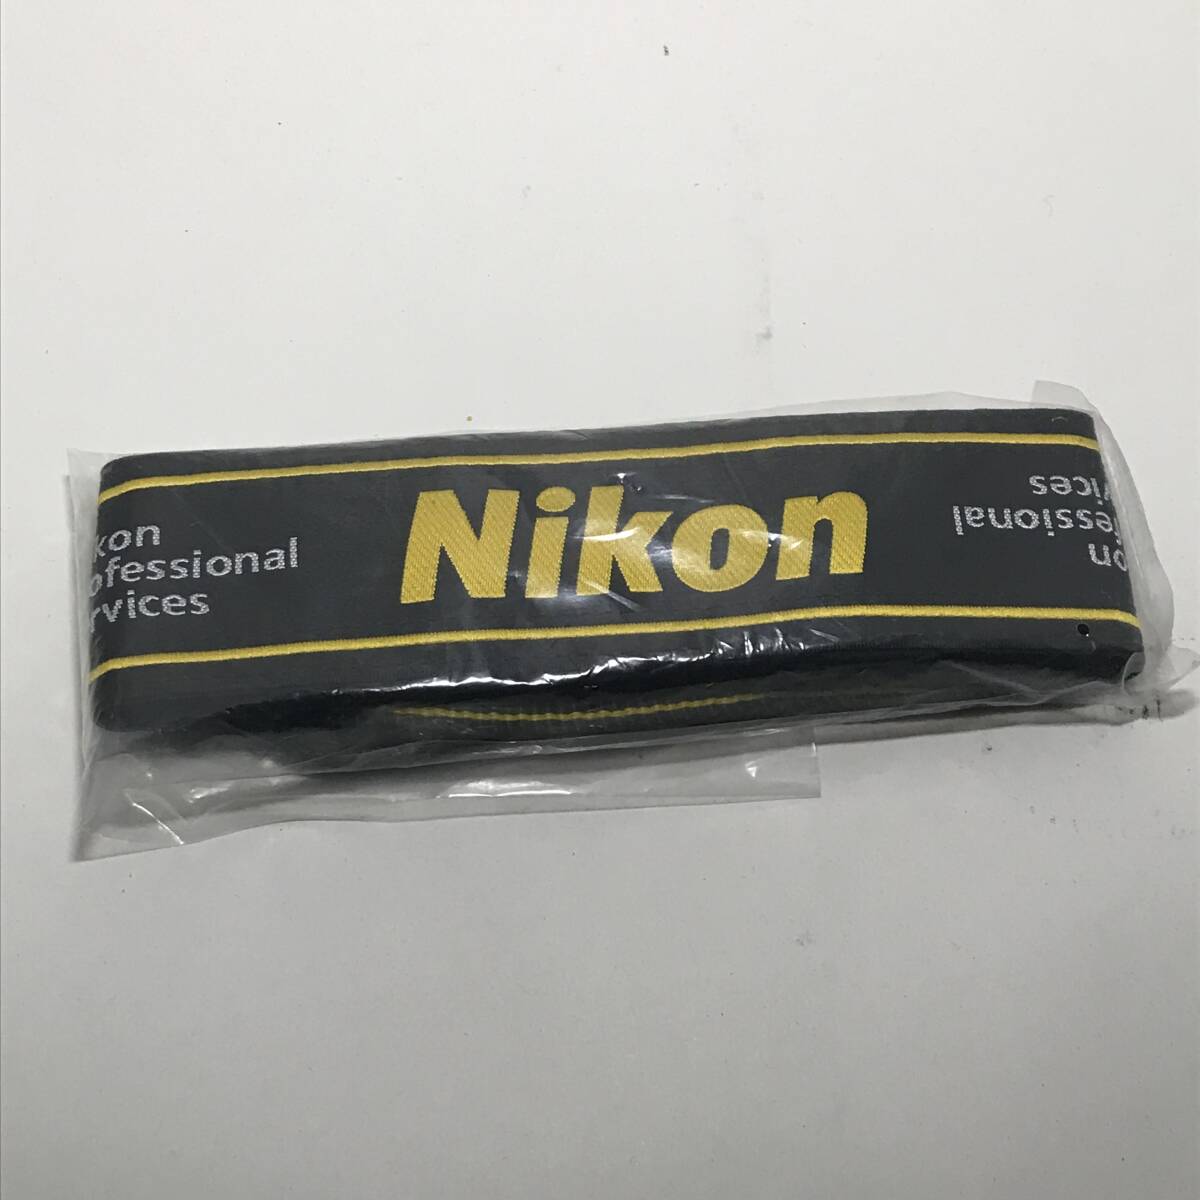 kon
ofessional
rvices
Nikon
on
essional
vices